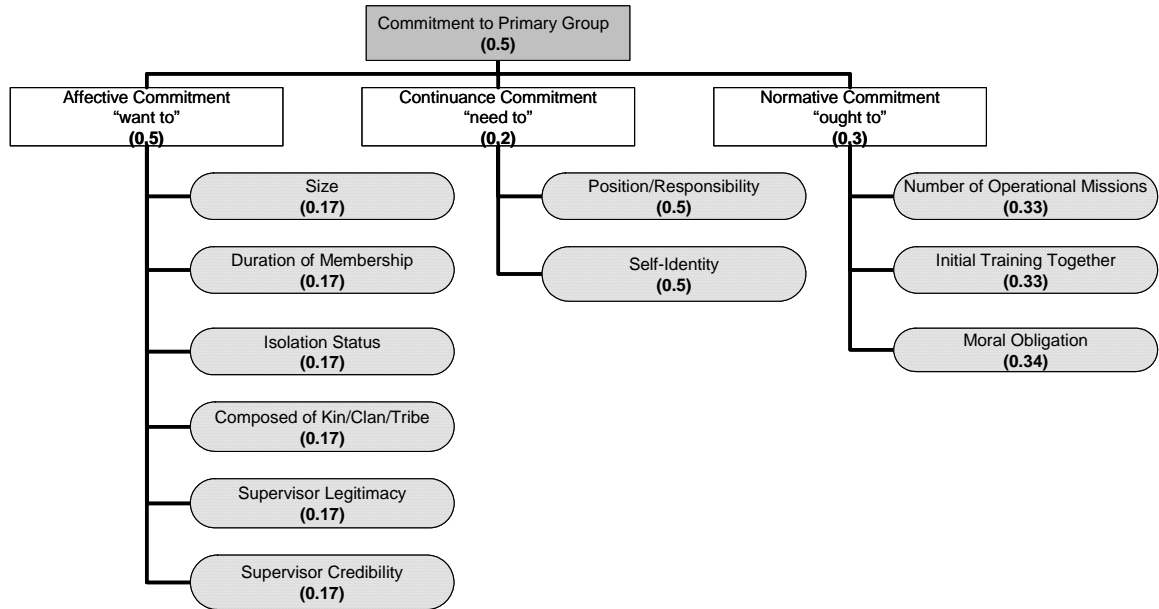 Commitment to Primary Group
(0.5)
Affective Commitment
“want to”
(0.5)
Size
(0.17)
Duration of Membership
(0.17)
Isolation Status
(0.17)
Composed of Kin/Clan/Tribe
(0.17)
Supervisor Legitimacy
(0.17)
Supervisor Credibility
(0.17)
Continuance Commitment
“need to”
(0.2)
Position/Responsibility
(0.5)
Self-Identity
(0.5)
Normative Commitment
“ought to”
(0.3)
Number of Operational Missions
(0.33)
Initial Training Together
(0.33)
Moral Obligation
(0.34)